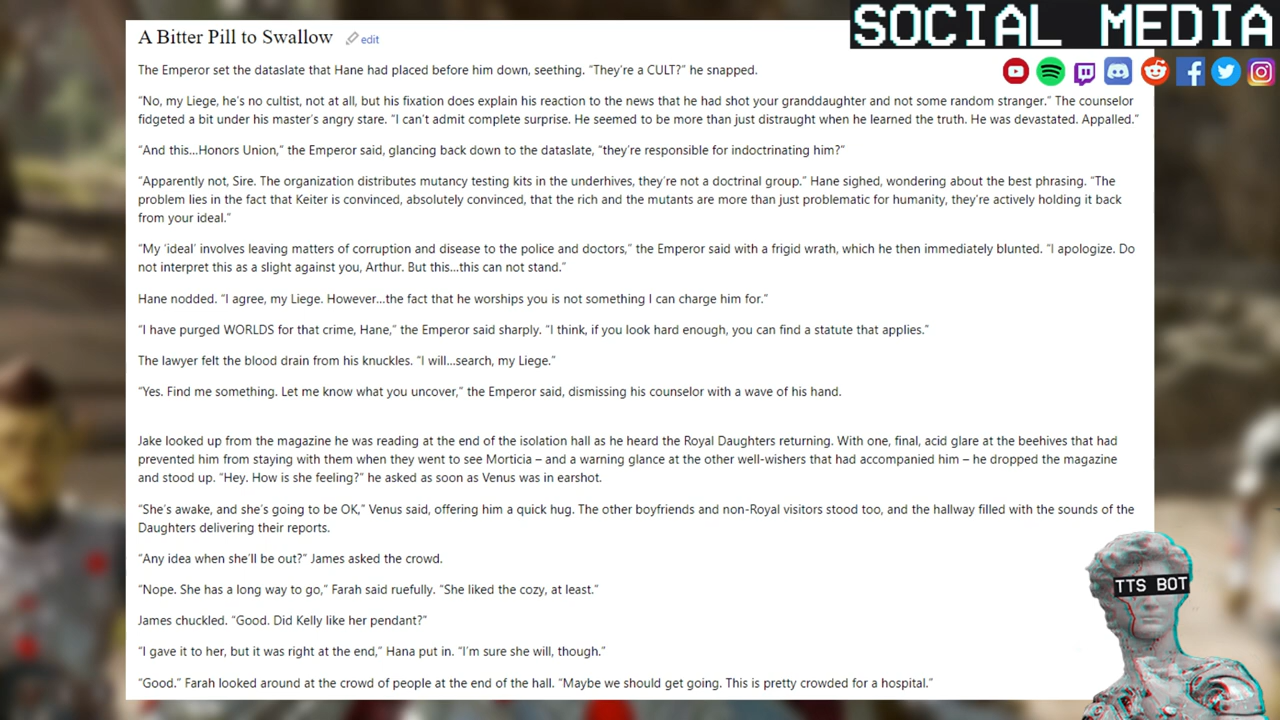 SOCIAL MEDIA
A Bitter Pill to Swallow edit
The Emperor set the dataslate that Hane had placed before him down, seething. “They’re a CULT?” he snapped.
“No, my Liege, he’s no cultist, not at all, but his fixation does explain his reaction to the news that he had shot your granddaughter and not some random stranger.” The counselor
fidgeted a bit under his master’s angry stare. “I can’t admit complete surprise. He seemed to be more than just distraught when he learned the truth. He was devastated. Appalled.”
“And this…Honors Union,” the Emperor said, glancing back down to the dataslate, “they’re responsible for indoctrinating him?”
“Apparently not, Sire. The organization distributes mutancy testing kits in the underhives, they’re not a doctrinal group.” Hane sighed, wondering about the best phrasing. “The
problem lies in the fact that Keiter is convinced, absolutely convinced, that the rich and the mutants are more than just problematic for humanity, they’re actively holding it back
from your ideal.”
“My ‘ideal’ involves leaving matters of corruption and disease to the police and doctors,” the Emperor said with a frigid wrath, which he then immediately blunted. “I apologize. Do
not interpret this as a slight against you, Arthur. But this…this can not stand.”
Hane nodded. “I agree, my Liege. However…the fact that he worships you is not something I can charge him for.”
“I have purged WORLDS for that crime, Hane,” the Emperor said sharply. “I think, if you look hard enough, you can find a statute that applies.”
The lawyer felt the blood drain from his knuckles. “I will…search, my Liege.”
“Yes. Find me something. Let me know what you uncover,” the Emperor said, dismissing his counselor with a wave of his hand.
Jake looked up from the magazine he was reading at the end of the isolation hall as he heard the Royal Daughters returning. With one, final, acid glare at the beehives that had
prevented him from staying with them when they went to see Morticia – and a warning glance at the other well-wishers that had accompanied him – he dropped the magazine
and stood up. “Hey. How is she feeling?” he asked as soon as Venus was in earshot.
“She’s awake, and she’s going to be OK,” Venus said, offering him a quick hug. The other boyfriends and non-Royal visitors stood too, and the hallway filled with the sounds of the
Daughters delivering their reports.
“Any idea when she’ll be out?” James asked the crowd.
“Nope. She has a long way to go,” Farah said ruefully. “She liked the cozy, at least.”
James chuckled. “Good. Did Kelly like her pendant?”
“I gave it to her, but it was right at the end,” Hana put in. “I’m sure she will, though.”
“Good.” Farah looked around at the crowd of people at the end of the hall. “Maybe we should get going. This is pretty crowded for a hospital.”
TTS BOT